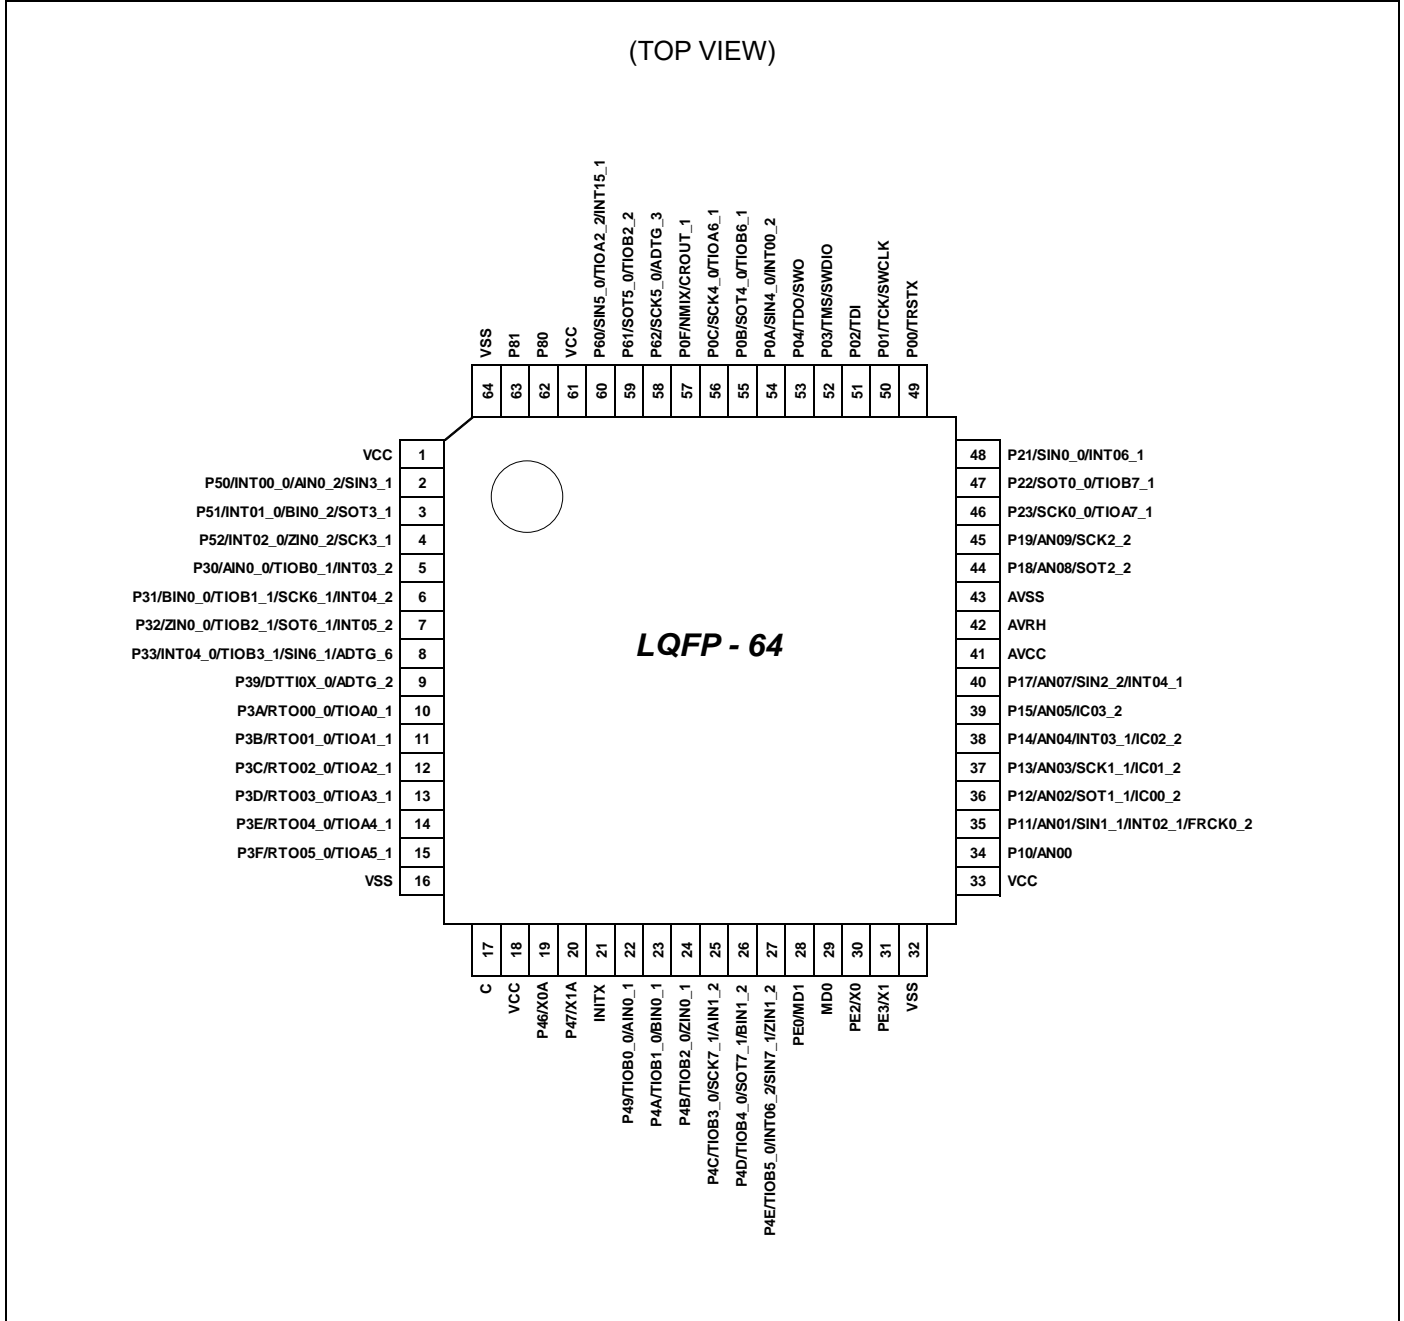 (TOP VIEW)
VSS
P81
P80
VCC
P60/SIN5_0/TIOA2_2/INT15_1
P61/SOT5_0/TIOB2_2
P62/SCK5_0/ADTG_3
P0F/NMIX/CROUT_1
P0C/SCK4_0/TIOA6_1
P0B/SOT4_0/TIOB6_1
P0A/SIN4_0/INT00_2
P04/TDO/SWO
P03/TMS/SWDIO
P02/TDI
P01/TCK/SWCLK
P00/TRSTX
64
63
62
61
60
59
58
57
56
55
54
53
52
51
50
49
VCC 1
P50/INT00_0/AIN0_2/SIN3_1 2
P51/INT01_0/BIN0_2/SOT3_1 3
P52/INT02_0/ZIN0_2/SCK3_1 4
P30/AIN0_0/TIOB0_1/INT03_2 5
P31/BIN0_0/TIOB1_1/SCK6_1/INT04_2 6
P32/ZIN0_0/TIOB2_1/SOT6_1/INT05_2 7
P33/INT04_0/TIOB3_1/SIN6_1/ADTG_6 8
P39/DTTI0X_0/ADTG_2 9
P3A/RTO00_0/TIOA0_1 10
P3B/RTO01_0/TIOA1_1 11
P3C/RTO02_0/TIOA2_1 12
P3D/RTO03_0/TIOA3_1 13
P3E/RTO04_0/TIOA4_1 14
P3F/RTO05_0/TIOA5_1 15
VSS 16
LQFP - 64
48 P21/SIN0_0/INT06_1
47 P22/SOT0_0/TIOB7_1
46 P23/SCK0_0/TIOA7_1
45 P19/AN09/SCK2_2
44 P18/AN08/SOT2_2
43 AVSS
42 AVRH
41 AVCC
40 P17/AN07/SIN2_2/INT04_1
39 P15/AN05/IC03_2
38 P14/AN04/INT03_1/IC02_2
37 P13/AN03/SCK1_1/IC01_2
36 P12/AN02/SOT1_1/IC00_2
35 P11/AN01/SIN1_1/INT02_1/FRCK0_2
34 P10/AN00
33 VCC
17
18
19
20
21
22
23
24
25
26
27
28
29
30
31
32
C
VCC
P46/X0A
P47/X1A
INITX
P49/TIOB0_0/AIN0_1
P4A/TIOB1_0/BIN0_1
P4B/TIOB2_0/ZIN0_1
P4C/TIOB3_0/SCK7_1/AIN1_2
P4D/TIOB4_0/SOT7_1/BIN1_2
P4E/TIOB5_0/INT06_2/SIN7_1/ZIN1_2
PE0/MD1
MD0
PE2/X0
PE3/X1
VSS